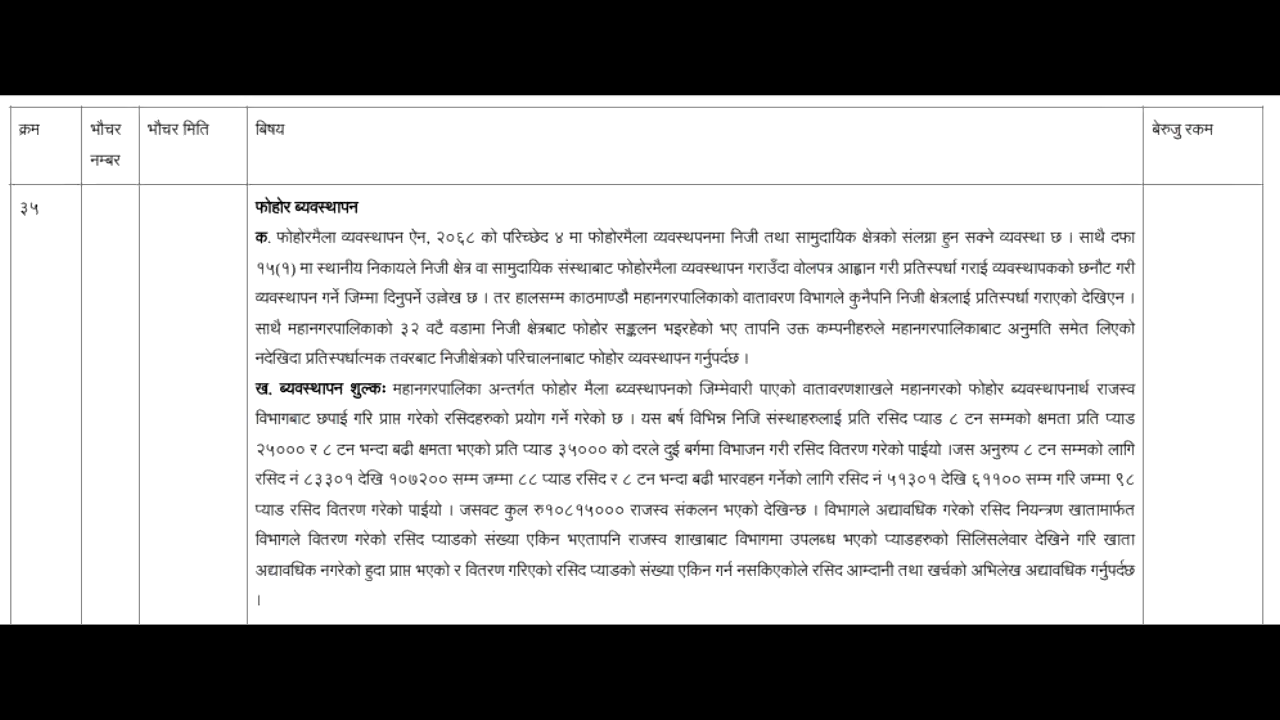 क्रम
भौचर
नम्बर
भौचर मिति
बिषय
बेरुजु रकम
३५
फोहोर ब्यवस्थापन
क. फोहोरमैला व्यवस्थापन ऐन, २०६८ को परिच्छेद ४ मा फोहोरमैला व्यवस्थपनमा निजी तथा सामुदायिक क्षेत्रको संलग्न हुन सक्ने व्यवस्था छ । साथै दफा
१५(१) मा स्थानीय निकायले निजी क्षेत्र वा सामुदायिक संस्थाबाट फोहोरमैला व्यवस्थापन गराउँदा वोलपत्र आह्वान गरी प्रतिस्पर्धा गराई व्यवस्थापकको छनौट गरी
व्यवस्थापन गर्ने जिम्मा दिनुपर्ने उल्लेख छ । तर हालसम्म काठमाण्डौ महानगरपालिकाको वातावरण विभागले कुनैपनि निजी क्षेत्रलाई प्रतिस्पर्धा गराएको देखिएन ।
साथै महानगरपालिकाको ३२ वटै वडामा निजी क्षेत्रबाट फोहोर सङ्कलन भइरहेको भए तापनि उक्त कम्पनीहरुले महानगरपालिकाबाट अनुमति समेत लिएको
नदेखिदा प्रतिस्पर्धात्मक तवरबाट निजीक्षेत्रको परिचालनाबाट फोहोर व्यवस्थापन गर्नुपर्दछ ।
ख. ब्यवस्थापन शुल्कः महानगरपालिका अन्तर्गत फोहोर मैला ब्य्वस्थापनको जिम्मेवारी पाएको वातावरणशाखले महानगरको फोहोर ब्यवस्थापनार्थ राजस्व
विभागबाट छपाई गरि प्राप्त गरेको रसिदहरुको प्रयोग गर्ने गरेको छ । यस बर्ष विभिन्न निजि संस्थाहरुलाई प्रति रसिद प्याड ८ टन सम्मको क्षमता प्रति प्याड
२५००० र ८ टन भन्दा बढी क्षमता भएको प्रति प्याड ३५००० को दरले दुई बर्गमा विभाजन गरी रसिद वितरण गरेको पाईयो ।जस अनुरुप ८ टन सम्मको लागि
रसिद नं ८३३०१ देखि १०७२०० सम्म जम्मा ८८ प्याड रसिद र ८ टन भन्दा बढी भारवहन गर्नेको लागि रसिद नं ५१३०१ देखि ६११०० सम्म गरि जम्मा ९८
प्याड रसिद वितरण गरेको पाईयो । जसवट कुल रु१०८१५००० राजस्व संकलन भएको देखिन्छ । विभागले अद्यावधिक गरेको रसिद नियन्त्रण खातामार्फत
विभागले वितरण गरेको रसिद प्याडको संख्या एकिन भएतापनि राजस्व शाखाबाट विभागमा उपलब्ध भएको प्याडहरुको सिलिसलेवार देखिने गरि खाता
अद्यावधिक नगरेको हुदा प्राप्त भएको र वितरण गरिएको रसिद प्याडको संख्या एकिन गर्न नसकिएकोले रसिद आम्दानी तथा खर्चको अभिलेख अद्यावधिक गर्नुपर्दछ
।